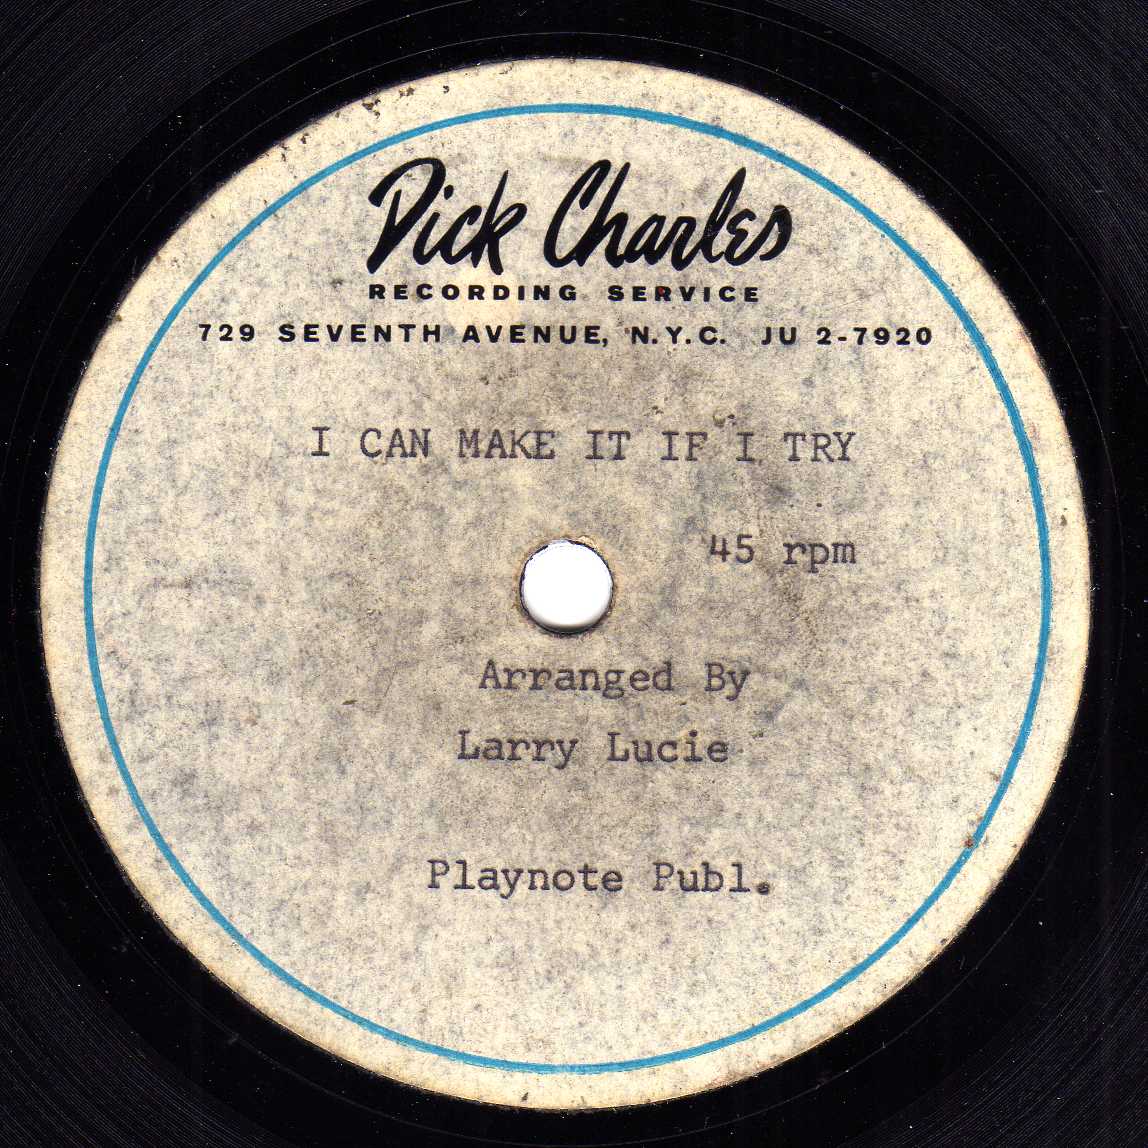 Dick Charles
RECORDING SERVICE
729 SEVENTH AVENUE, N.Y.C. JU 2-7920
I CAN MAKE IT IF I TRY
45 rpm
Arranged By
Larry Lucie
Playnote Publ.